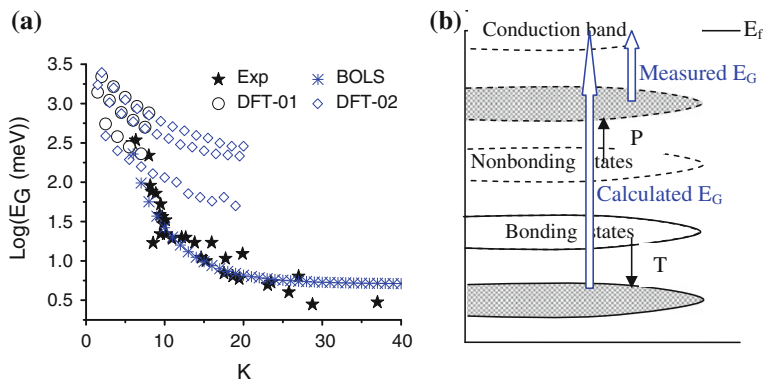 (a)
Exp
BOLS
DFT-01
DFT-02
Log(E_G (meV))
3.5
3.0
2.5
2.0
1.5
1.0
0.5
0
10
20
30
40
K
(b)
Conduction band
E_f
Measured E_G
P
Nonbonding states
Calculated E_G
Bonding states
T